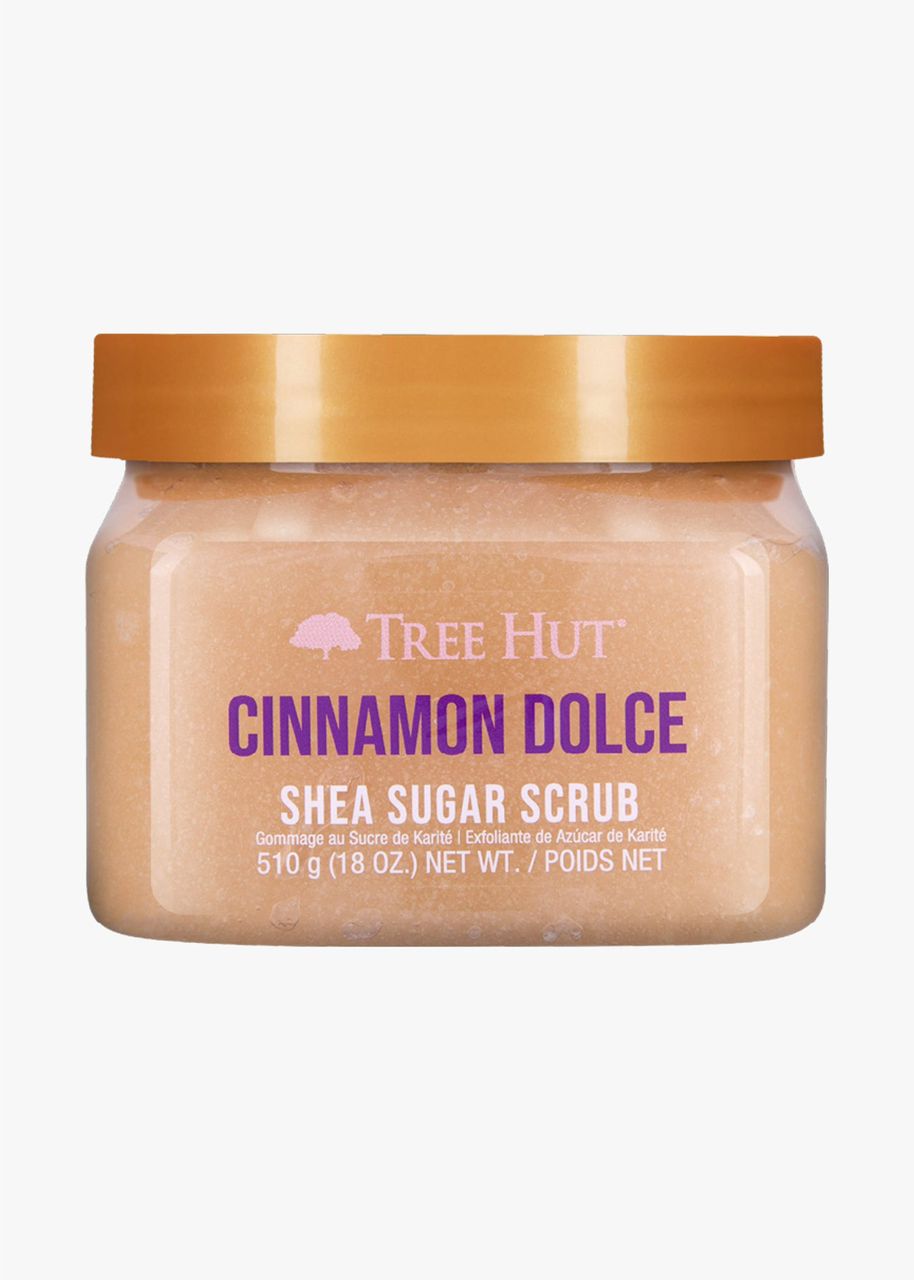 TREE HUT®
CINNAMON DOLCE
SHEA SUGAR SCRUB
Gommage au Sucre de Karité | Exfoliante de Azúcar de Karité
510 g (18 OZ.) NET WT. / POIDS NET